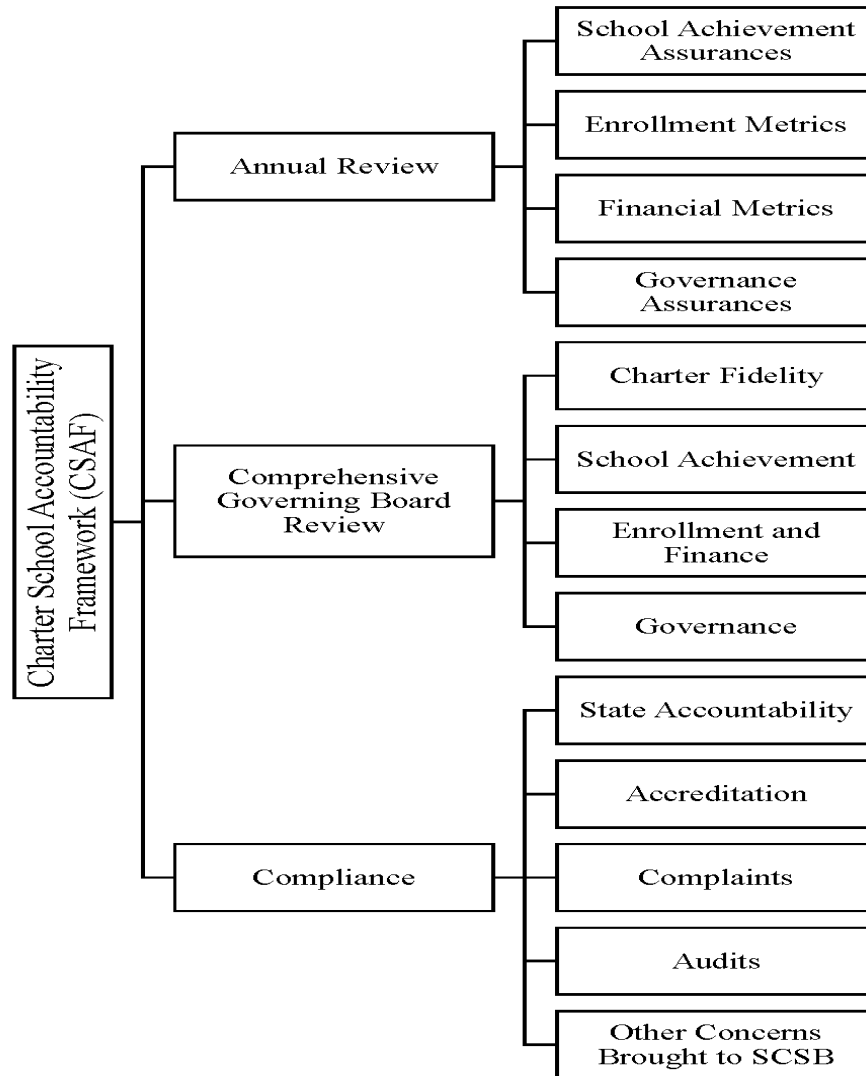 Charter School Accountability
Framework (CSAF)
Annual Review
School Achievement
Assurances
Enrollment Metrics
Financial Metrics
Governance
Assurances
Comprehensive
Governing Board
Review
Charter Fidelity
School Achievement
Enrollment and
Finance
Governance
Compliance
State Accountability
Accreditation
Complaints
Audits
Other Concerns
Brought to SCSB